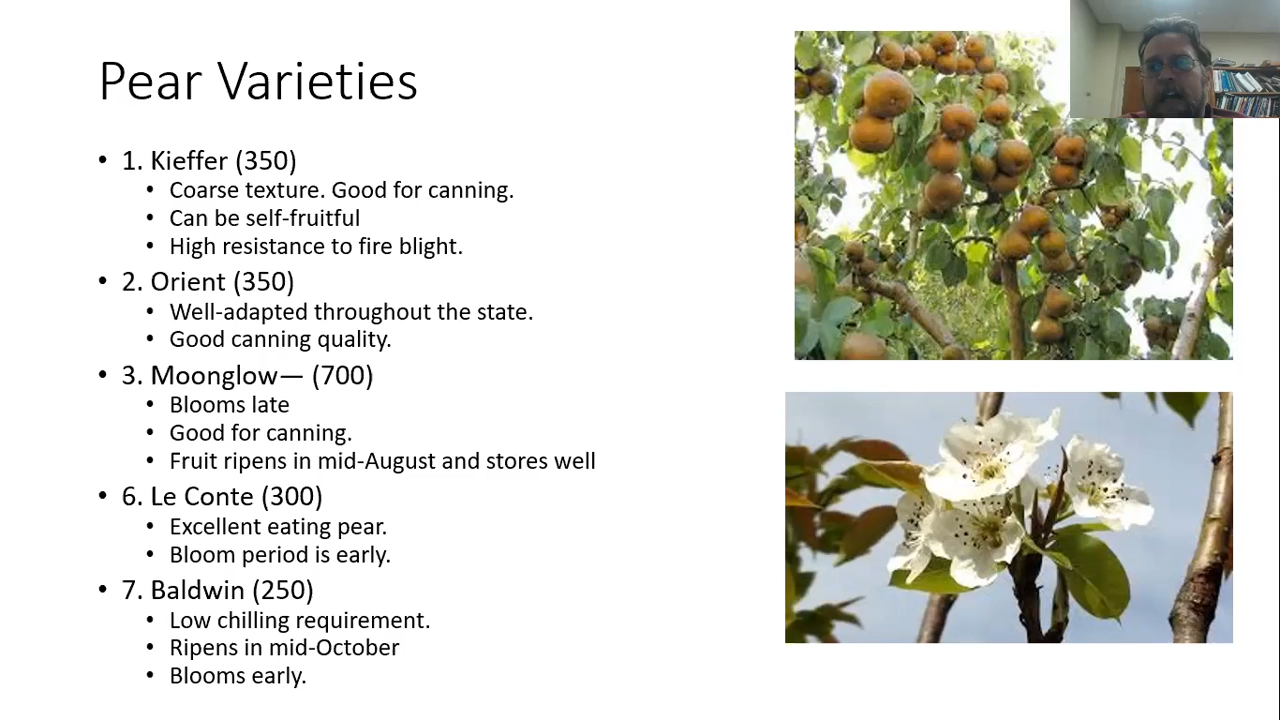 Pear Varieties
• 1. Kieffer (350)
• Coarse texture. Good for canning.
• Can be self-fruitful
• High resistance to fire blight.
• 2. Orient (350)
• Well-adapted throughout the state.
• Good canning quality.
• 3. Moonglow— (700)
• Blooms late
• Good for canning.
• Fruit ripens in mid-August and stores well
• 6. Le Conte (300)
• Excellent eating pear.
• Bloom period is early.
• 7. Baldwin (250)
• Low chilling requirement.
• Ripens in mid-October
• Blooms early.